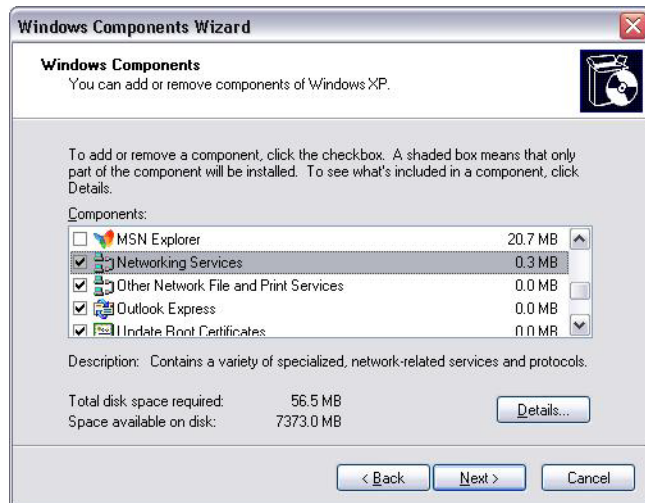 Windows Components Wizard
Windows Components
You can add or remove components of Windows XP.
To add or remove a component, click the checkbox. A shaded box means that only
part of the component will be installed. To see what's included in a component, click
Details.
Components:
MSN Explorer 20.7 MB
Networking Services 0.3 MB
Other Network File and Print Services 0.0 MB
Outlook Express 0.0 MB
Update Root Certificates 0.0 MB
Description: Contains a variety of specialized, network-related services and protocols.
Total disk space required: 56.5 MB
Space available on disk: 7373.0 MB
Details...
< Back Next > Cancel